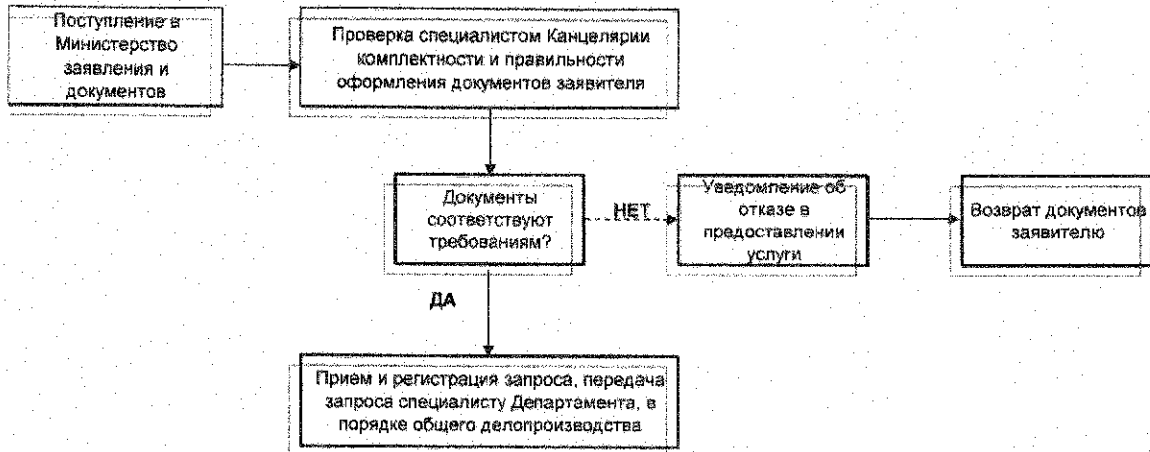 Поступление в
Министерство
заявления и
документов
Проверка специалистом Канцелярии
комплектности и правильности
оформления документов заявителя
Документы
соответствуют
требованиям?
НЕТ
Уведомление об
отказе в
предоставлении
услуги
Возврат документов
заявителю
ДА
Прием и регистрация запроса, передача
запроса специалисту Департамента, в
порядке общего делопроизводства